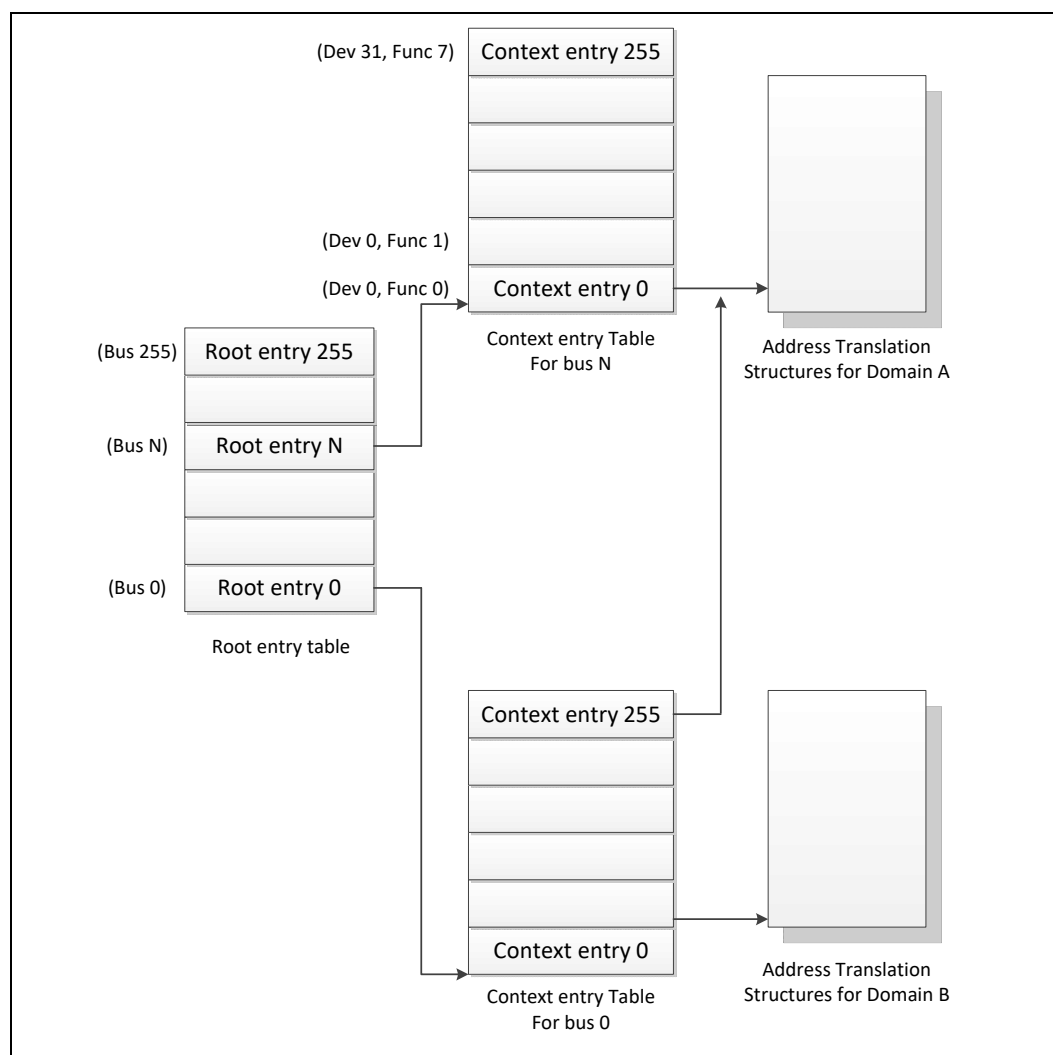 (Dev 31, Func 7)
Context entry 255
(Dev 0, Func 1)
(Dev 0, Func 0)
Context entry 0
Context entry Table
For bus N
Address Translation
Structures for Domain A
(Bus 255)
Root entry 255
(Bus N)
Root entry N
(Bus 0)
Root entry 0
Root entry table
Context entry 255
Context entry 0
Context entry Table
For bus 0
Address Translation
Structures for Domain B